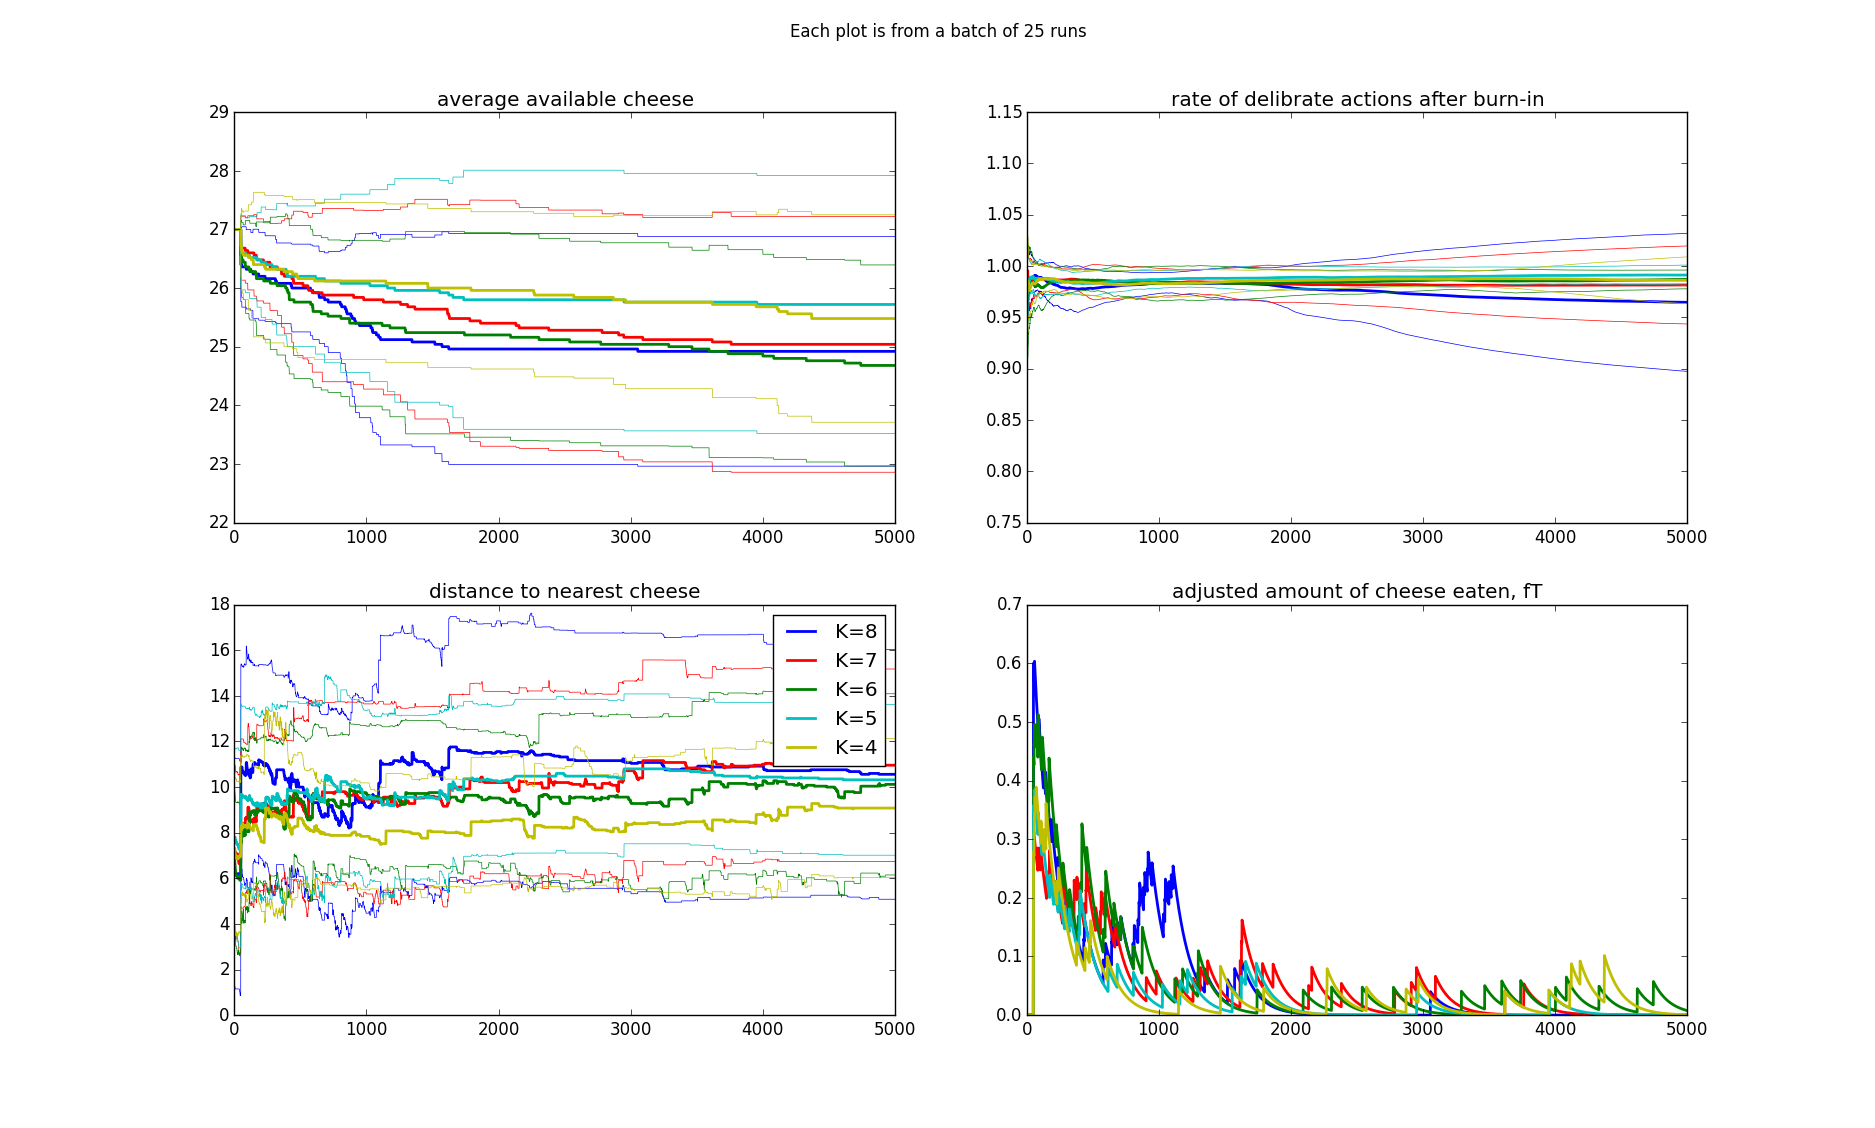 Each plot is from a batch of 25 runs
average available cheese
29
28
27
26
25
24
23
22
0 1000 2000 3000 4000 5000
rate of delibrate actions after burn-in
1.15
1.10
1.05
1.00
0.95
0.90
0.85
0.80
0.75
0 1000 2000 3000 4000 5000
distance to nearest cheese
18
16
14
12
10
8
6
4
2
0
0 1000 2000 3000 4000 5000
K=8
K=7
K=6
K=5
K=4
adjusted amount of cheese eaten, fT
0.7
0.6
0.5
0.4
0.3
0.2
0.1
0.0
0 1000 2000 3000 4000 5000